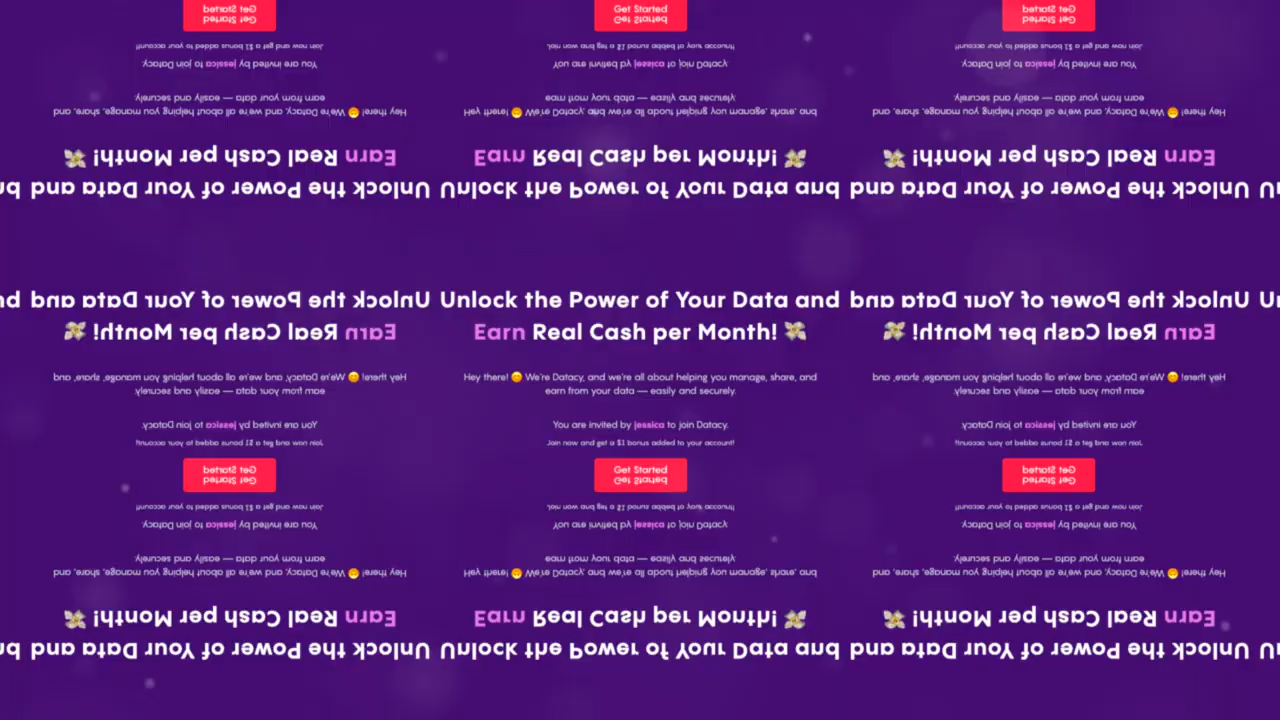 Unlock the Power of Your Data and
Earn Real Cash per Month! 💸
Hey there! 😊 We're Datacy, and we're all about helping you manage, share, and
earn from your data — easily and securely.
You are invited by jessica to join Datacy.
Join now and get a $1 bonus added to your account!
Get Started